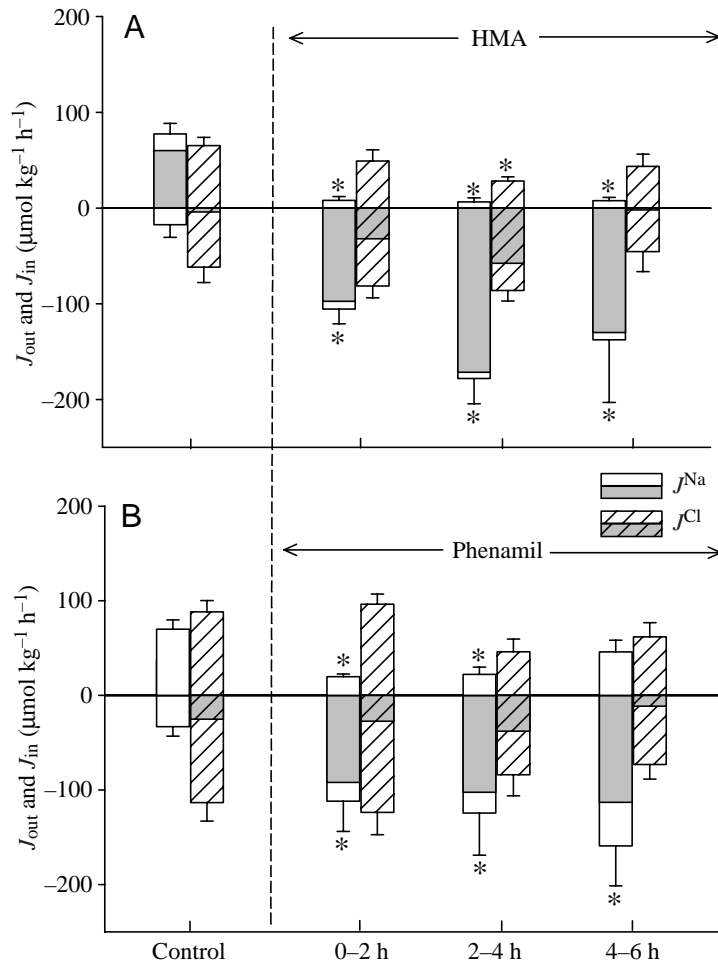 A
HMA
200
100
0
−100
−200
J_out and J_in (μmol kg⁻¹ h⁻¹)
*
*
*
*
*
*
*
J^Na
J^Cl
B
Phenamil
200
100
0
−100
−200
J_out and J_in (μmol kg⁻¹ h⁻¹)
*
*
*
*
*
Control
0–2 h
2–4 h
4–6 h